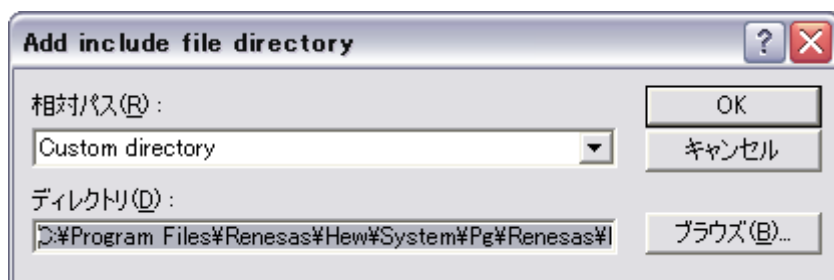 Add include file directory
相対パス(R) :
Custom directory
OK
キャンセル
ディレクトリ(D) :
C:¥Program Files¥Renesas¥Hew¥System¥Pg¥Renesas¥
ブラウズ(B)...